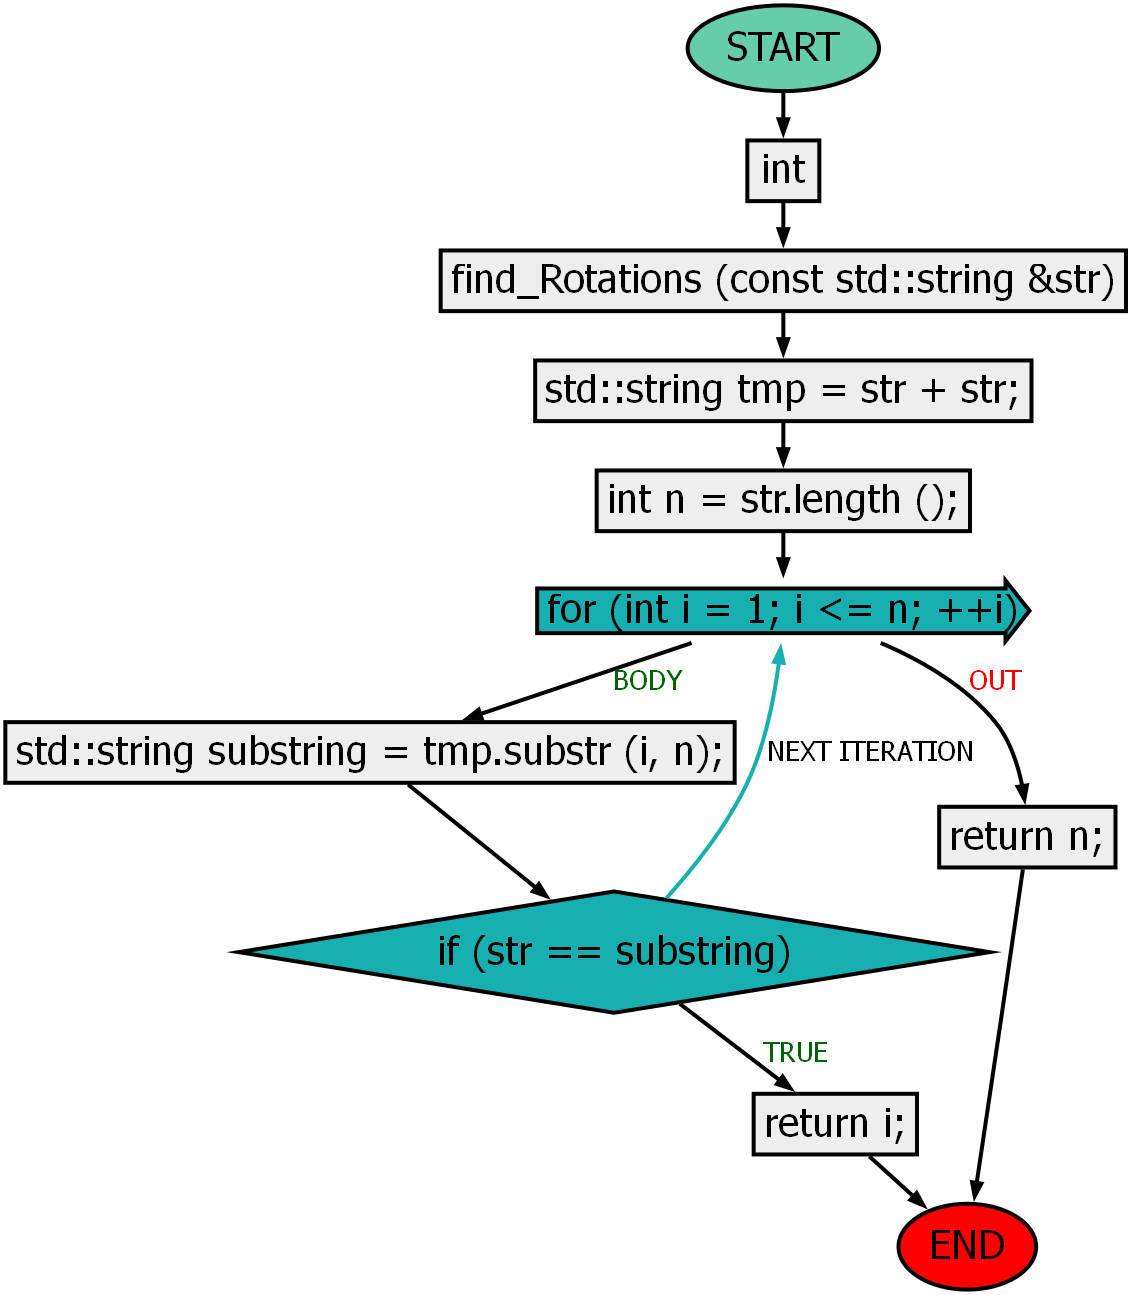 START
int
find_Rotations (const std::string &str)
std::string tmp = str + str;
int n = str.length ();
for (int i = 1; i <= n; ++i)
BODY
OUT
std::string substring = tmp.substr (i, n);
NEXT ITERATION
return n;
if (str == substring)
TRUE
return i;
END